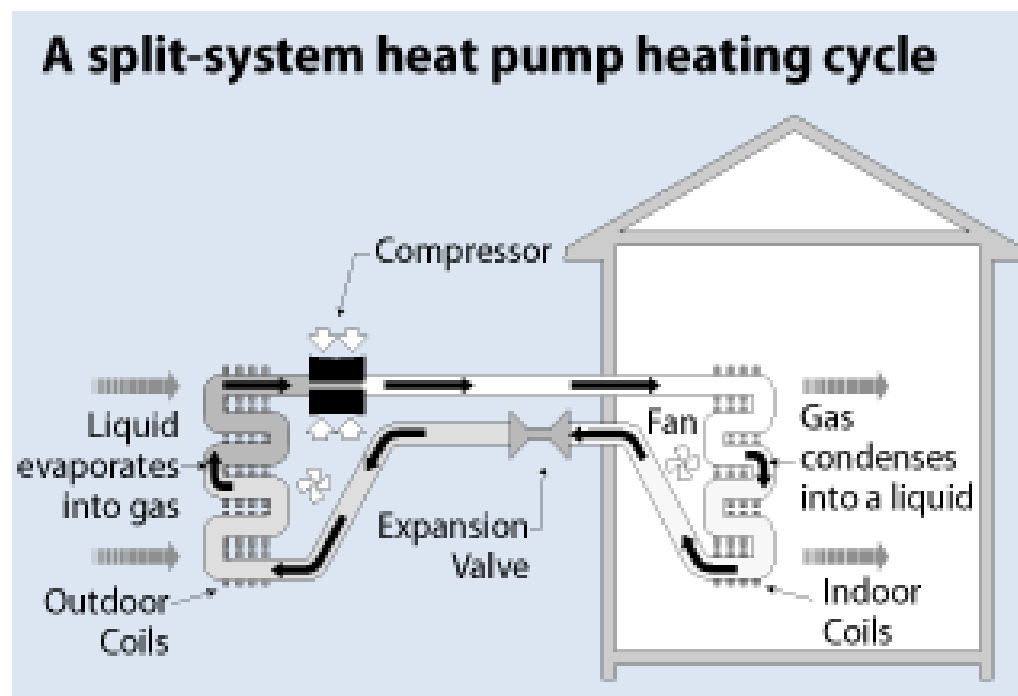 A split-system heat pump heating cycle
Compressor
Liquid
evaporates
into gas
Fan
Gas
condenses
into a liquid
Expansion
Valve
Outdoor
Coils
Indoor
Coils